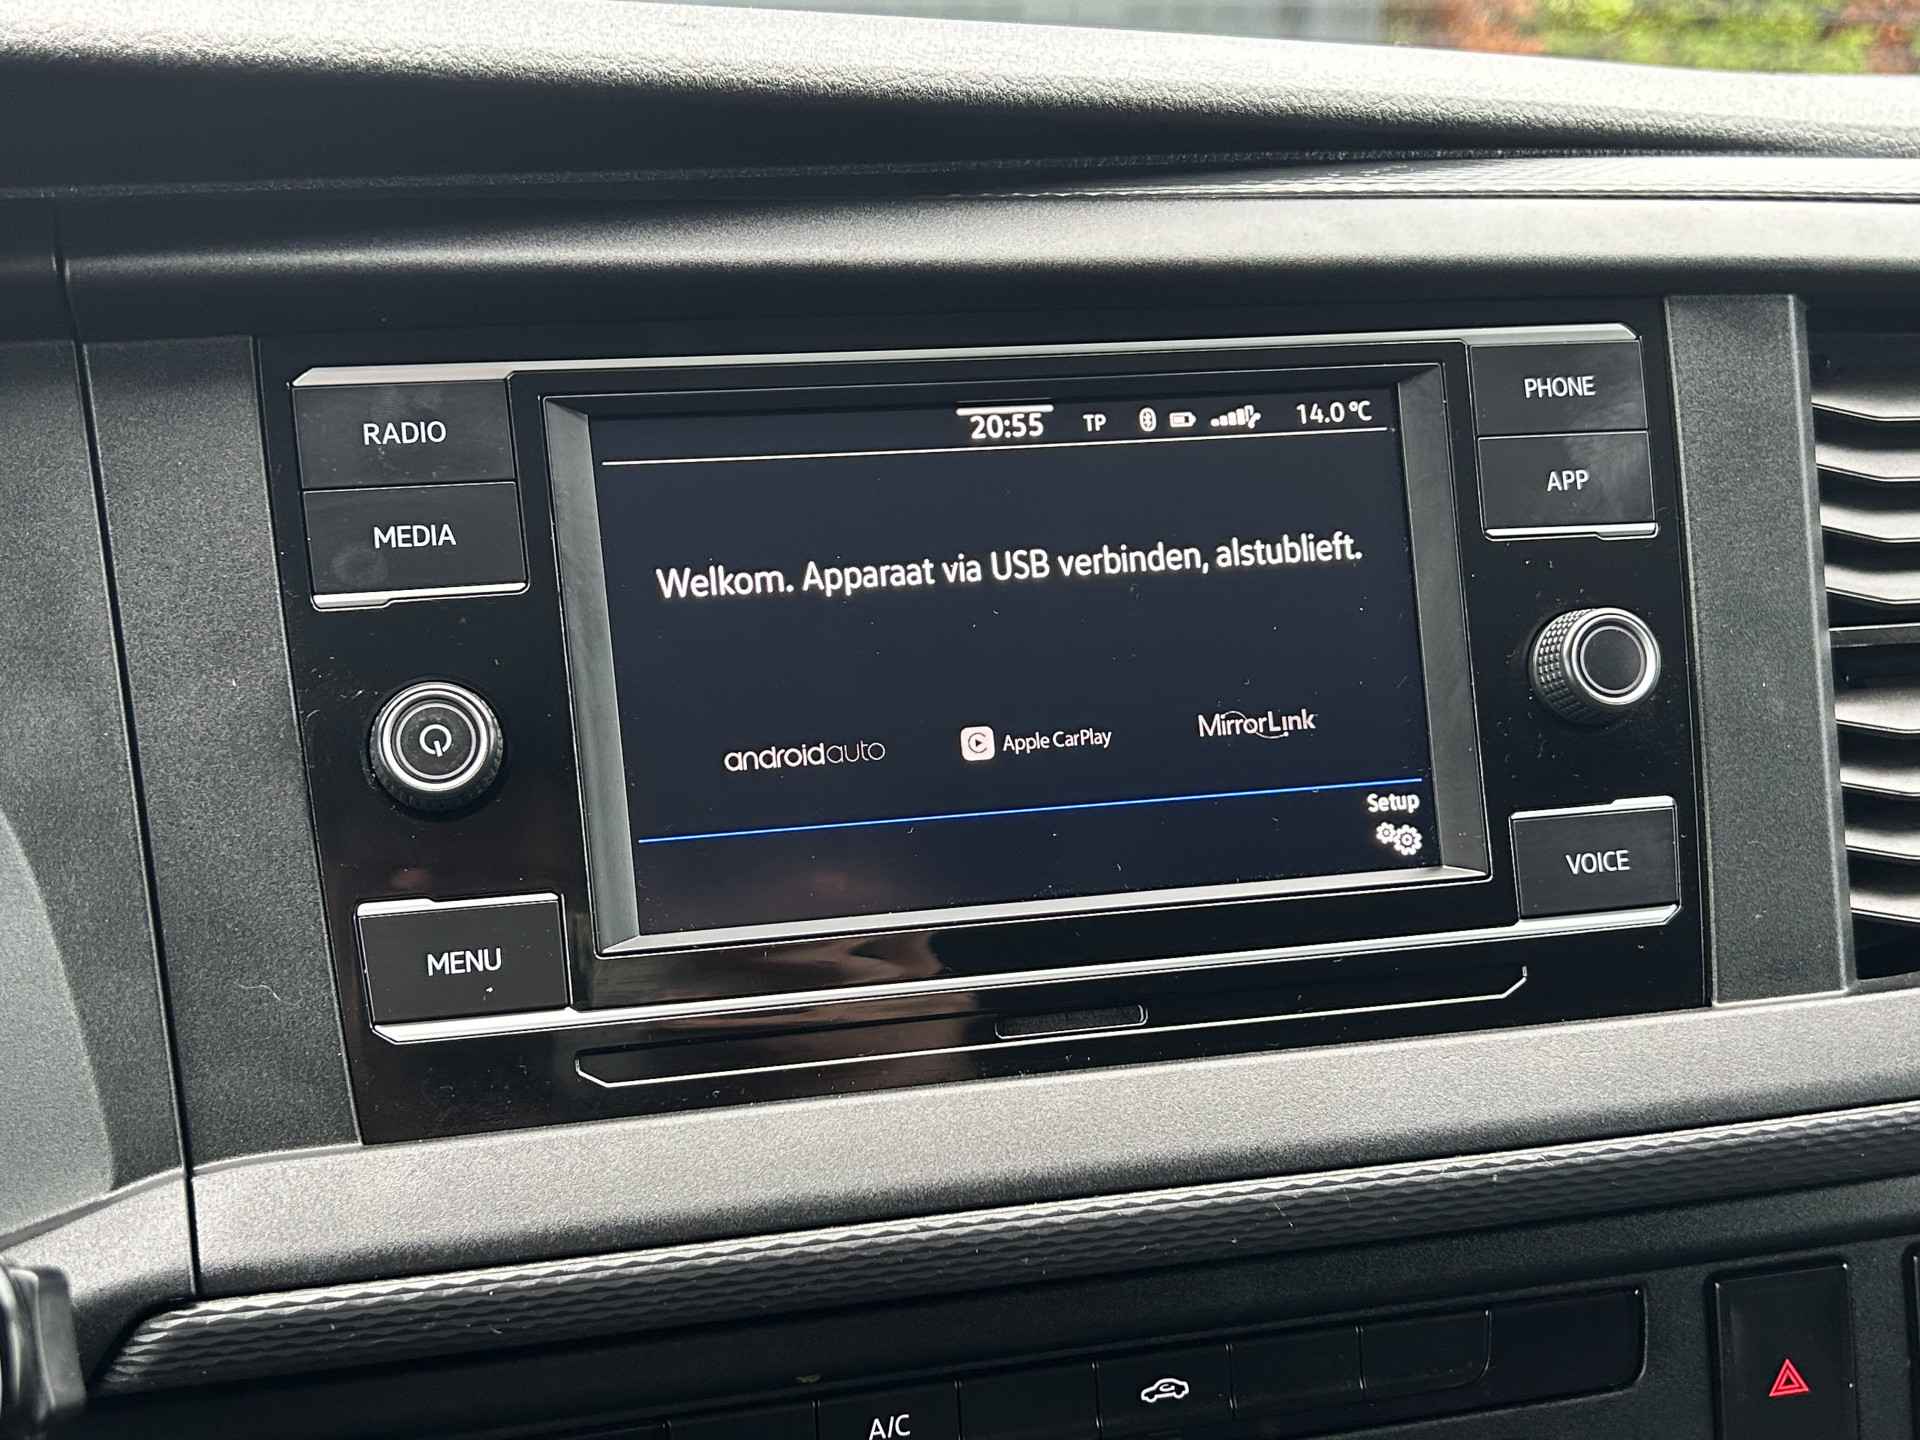 RADIO
MEDIA
MENU
20:55 TP 14.0 °C
Welkom. Apparaat via USB verbinden, alstublieft.
androidauto
Apple CarPlay
MirrorLink
Setup
PHONE
APP
VOICE
A/C